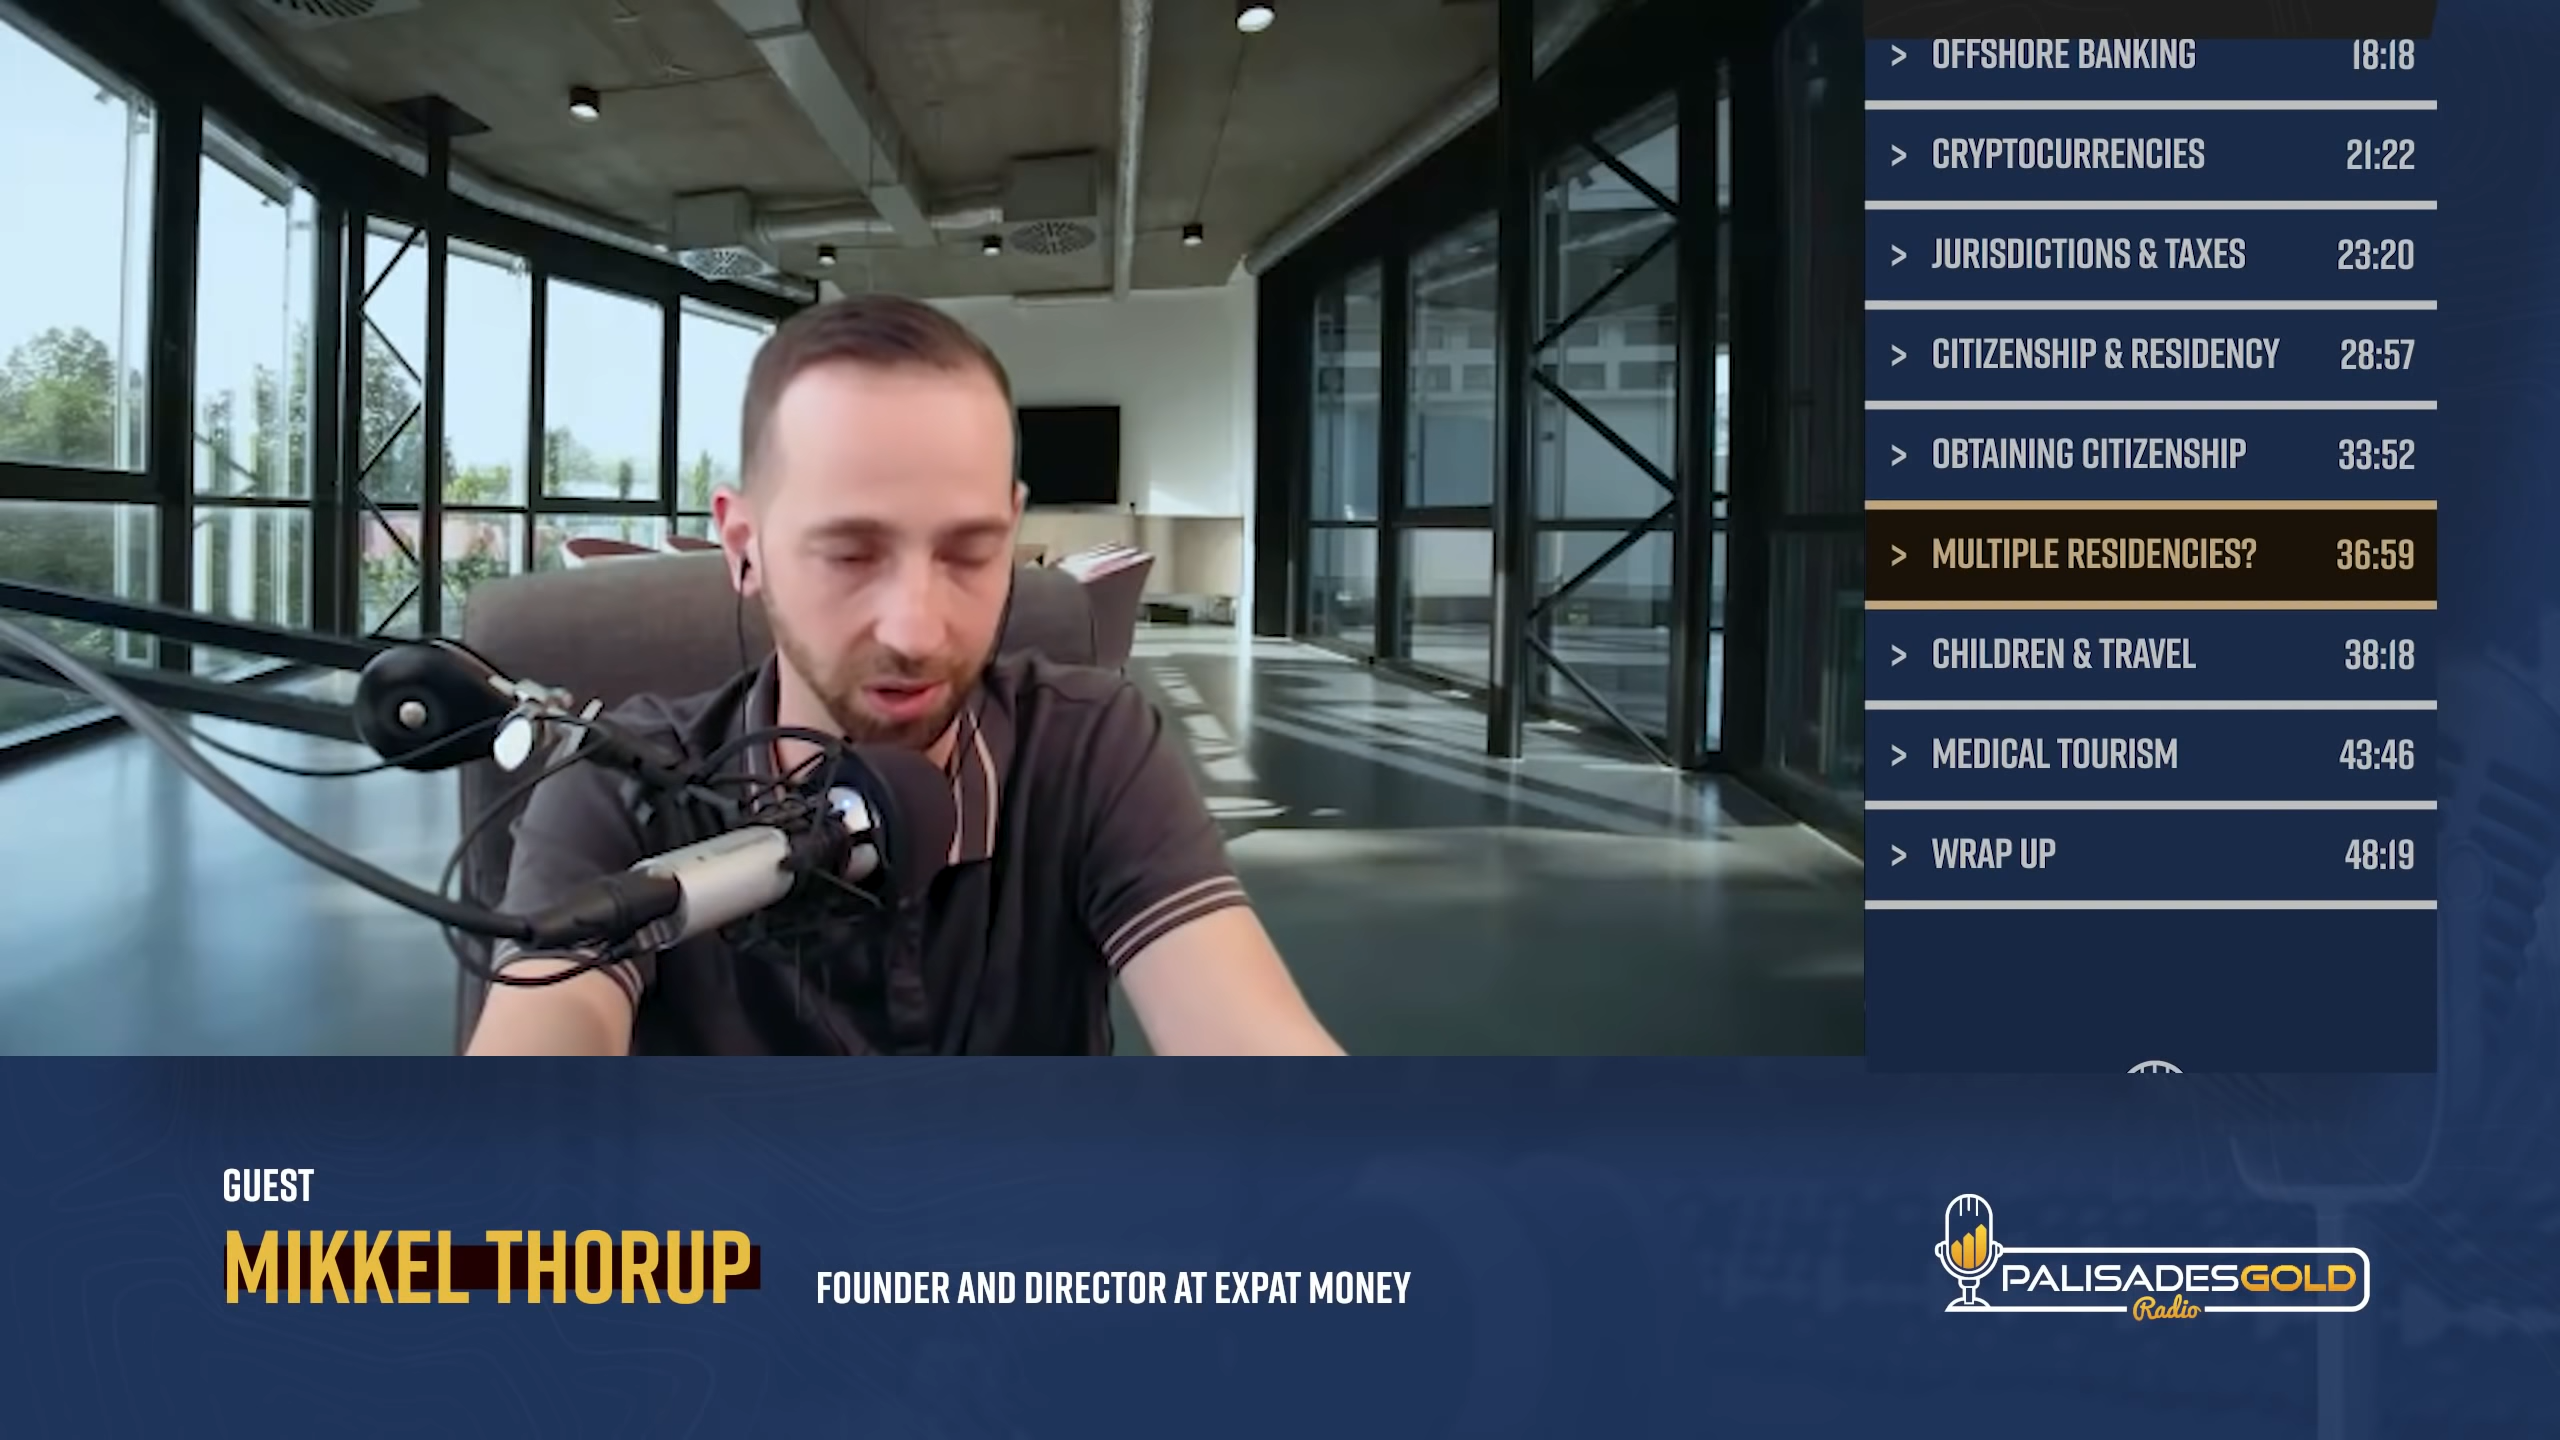 > OFFSHORE BANKING 18:18
> CRYPTOCURRENCIES 21:22
> JURISDICTIONS & TAXES 23:20
> CITIZENSHIP & RESIDENCY 28:57
> OBTAINING CITIZENSHIP 33:52
> MULTIPLE RESIDENCIES? 36:59
> CHILDREN & TRAVEL 38:18
> MEDICAL TOURISM 43:46
> WRAP UP 48:19
GUEST
MIKKEL THORUP
FOUNDER AND DIRECTOR AT EXPAT MONEY
PALISADESGOLD
Radio